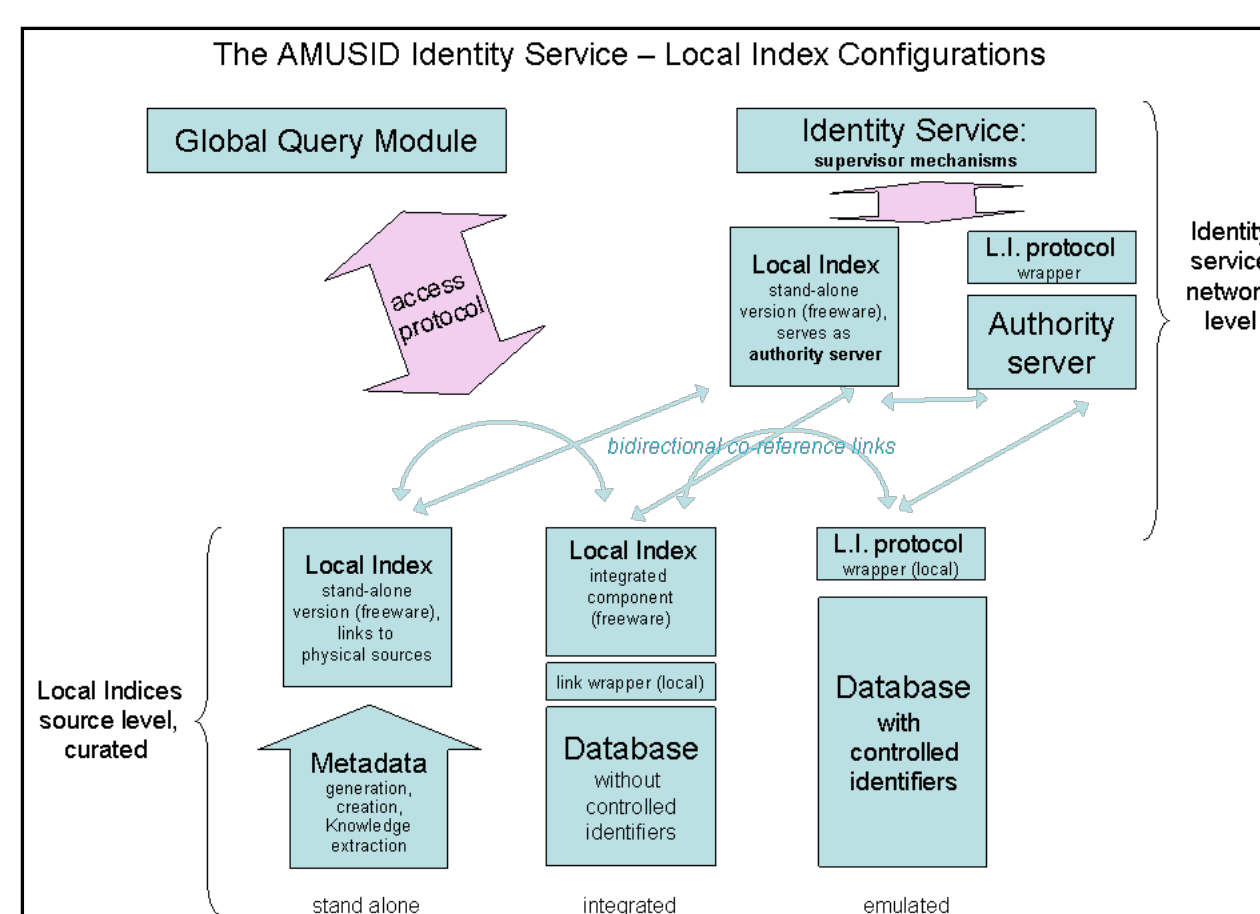 The AMUSID Identity Service – Local Index Configurations
Global Query Module
Identity Service:
supervisor mechanisms
access
protocol
Local Index
stand-alone
version (freeware),
serves as
authority server
L.I. protocol
wrapper
Authority
server
Identity
service
networ
level
bidirectional co-reference links
Local Indices
source level,
curated
Local Index
stand-alone
version (freeware),
links to
physical sources
Metadata
generation,
creation,
Knowledge
extraction
stand alone
Local Index
integrated
component
(freeware)
link wrapper (local)
Database
without
controlled
identifiers
integrated
L.I. protocol
wrapper (local)
Database
with
controlled
identifiers
emulated